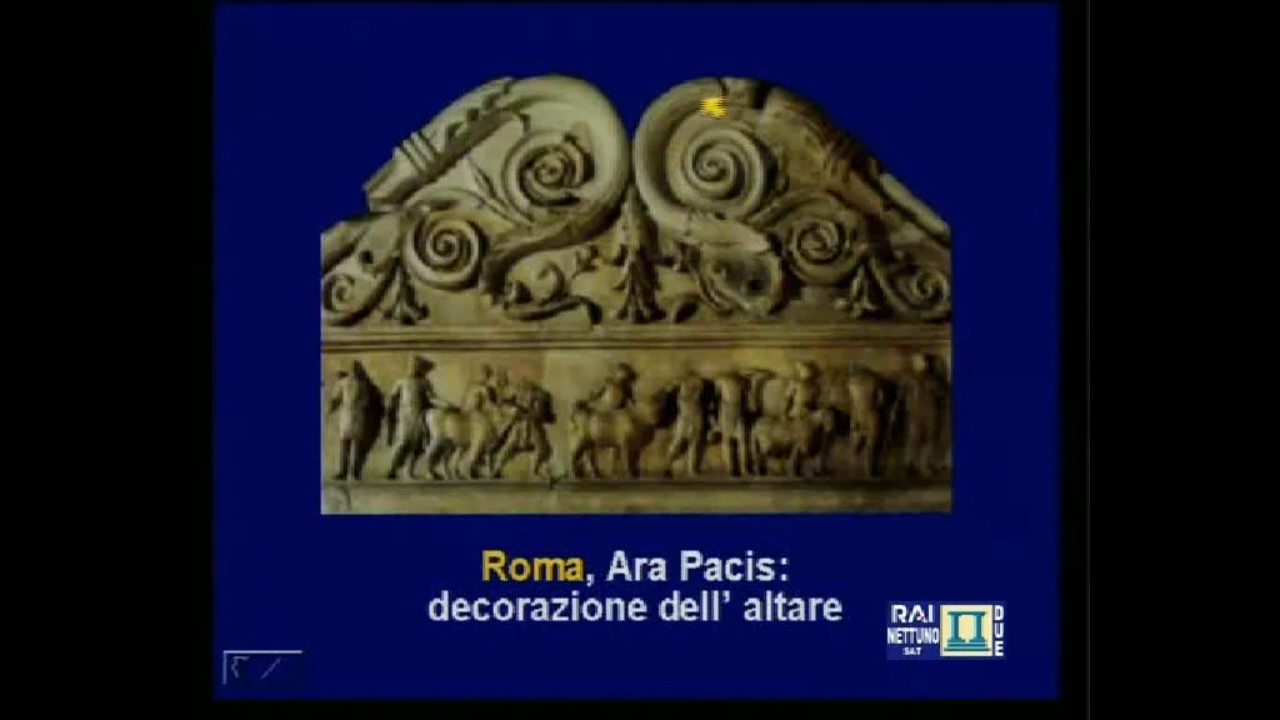 Roma, Ara Pacis:
decorazione dell' altare
RAI
NETTUNO
SAT
DUE